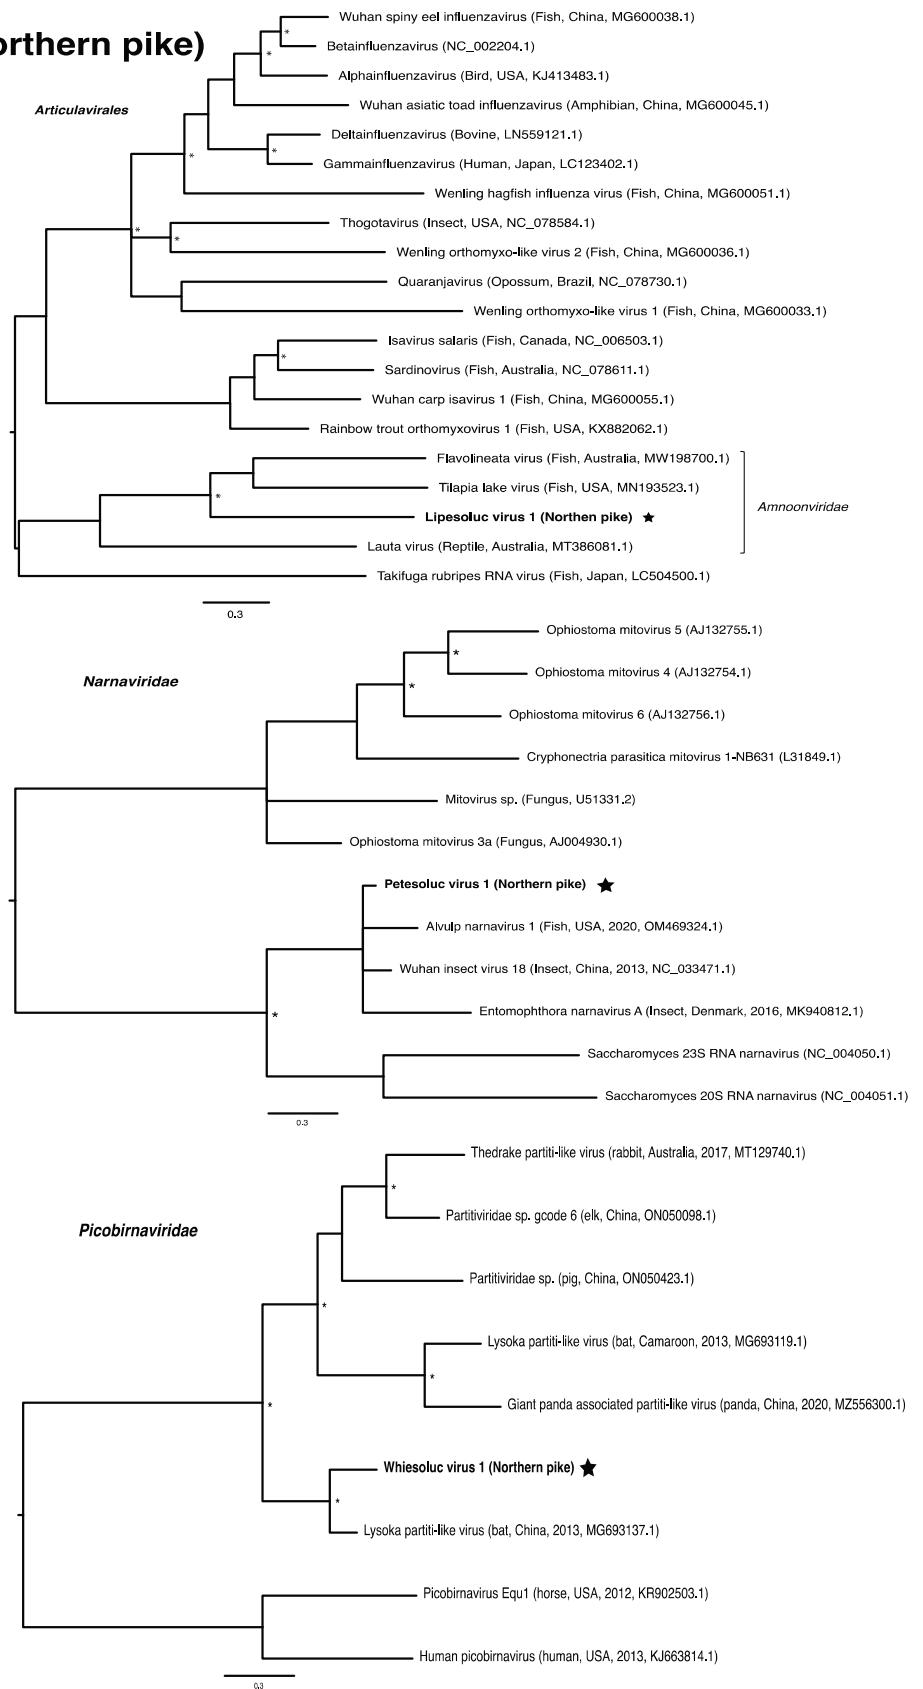 Wuhan spiny eel influenzavirus (Fish, China, MG600038.1)
orthern pike)
Betainfluenzavirus (NC_002204.1)
Alphainfluenzavirus (Bird, USA, KJ413483.1)
Articulavirales
Wuhan asiatic toad influenzavirus (Amphibian, China, MG600045.1)
Deltainfluenzavirus (Bovine, LN559121.1)
Gammainfluenzavirus (Human, Japan, LC123402.1)
Wenling hagfish influenza virus (Fish, China, MG600051.1)
Thogotavirus (Insect, USA, NC_078584.1)
Wenling orthomyxo-like virus 2 (Fish, China, MG600036.1)
Quaranjavirus (Opossum, Brazil, NC_078730.1)
Wenling orthomyxo-like virus 1 (Fish, China, MG600033.1)
Isavirus salaris (Fish, Canada, NC_006503.1)
Sardinovirus (Fish, Australia, NC_078611.1)
Wuhan carp isavirus 1 (Fish, China, MG600055.1)
Rainbow trout orthomyxovirus 1 (Fish, USA, KX882062.1)
Flavolineata virus (Fish, Australia, MW198700.1)
Tilapia lake virus (Fish, USA, MN193523.1)
Amnoonviridae
Lipesoluc virus 1 (Northen pike) ★
Lauta virus (Reptile, Australia, MT386081.1)
Takifuga rubripes RNA virus (Fish, Japan, LC504500.1)
0.3
Ophiostoma mitovirus 5 (AJ132755.1)
Narnaviridae
Ophiostoma mitovirus 4 (AJ132754.1)
Ophiostoma mitovirus 6 (AJ132756.1)
Cryphonectria parasitica mitovirus 1-NB631 (L31849.1)
Mitovirus sp. (Fungus, U51331.2)
Ophiostoma mitovirus 3a (Fungus, AJ004930.1)
Petesoluc virus 1 (Northern pike) ★
Alvulp narnavirus 1 (Fish, USA, 2020, OM469324.1)
Wuhan insect virus 18 (Insect, China, 2013, NC_033471.1)
Entomophthora narnavirus A (Insect, Denmark, 2016, MK940812.1)
Saccharomyces 23S RNA narnavirus (NC_004050.1)
Saccharomyces 20S RNA narnavirus (NC_004051.1)
0.3
Thedrake partiti-like virus (rabbit, Australia, 2017, MT129740.1)
Partitiviridae sp. gcode 6 (elk, China, ON050098.1)
Picobirnaviridae
Partitiviridae sp. (pig, China, ON050423.1)
Lysoka partiti-like virus (bat, Camaroon, 2013, MG693119.1)
Giant panda associated partiti-like virus (panda, China, 2020, MZ556300.1)
Whiesoluc virus 1 (Northern pike) ★
Lysoka partiti-like virus (bat, China, 2013, MG693137.1)
Picobirnavirus Equ1 (horse, USA, 2012, KR902503.1)
Human picobirnavirus (human, USA, 2013, KJ663814.1)
0.3